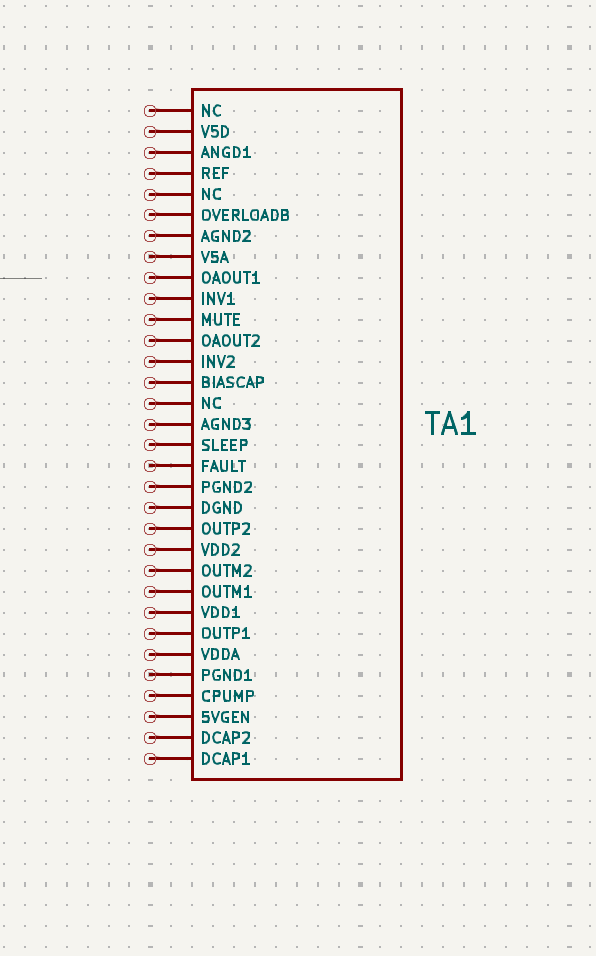 NC
V5D
ANGD1
REF
NC
OVERLOADB
AGND2
V5A
OAOUT1
INV1
MUTE
OAOUT2
INV2
BIASCAP
NC
AGND3
TA1
SLEEP
FAULT
PGND2
DGND
OUTP2
VDD2
OUTM2
OUTM1
VDD1
OUTP1
VDDA
PGND1
CPUMP
5VGEN
DCAP2
DCAP1